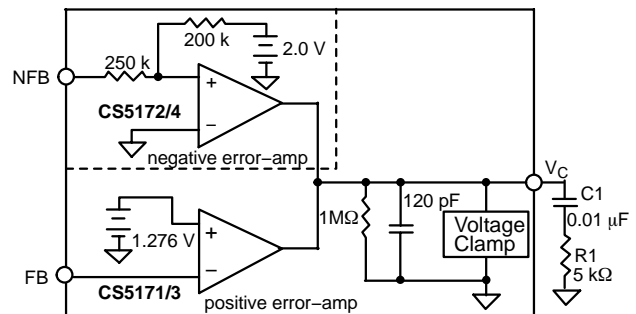 200 k
2.0 V
NFB
250 k
+
CS5172/4
−
negative error−amp
VC
120 pF
C1
1MΩ
Voltage
Clamp
0.01 µF
1.276 V
+
R1
5 kΩ
FB
−
CS5171/3
positive error−amp